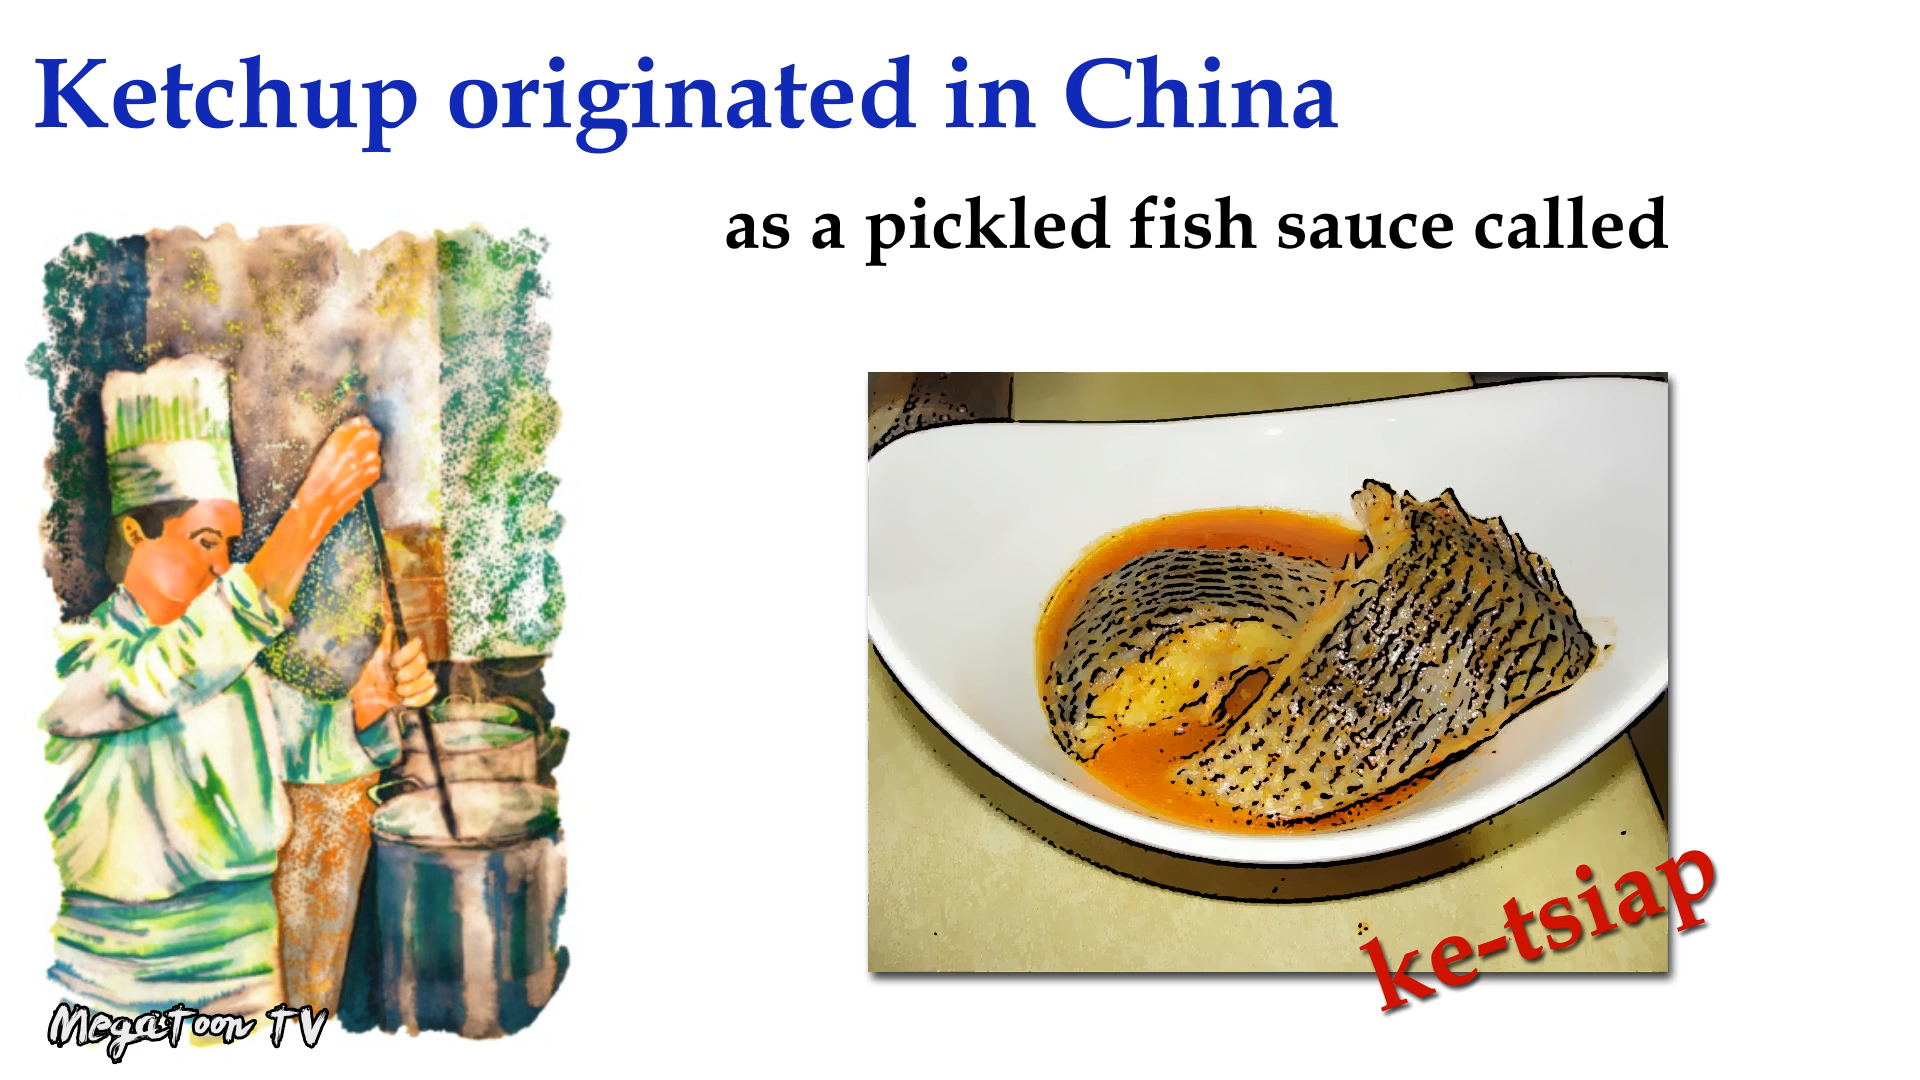 Ketchup originated in China
as a pickled fish sauce called
ke-tsiap
MegaToon TV